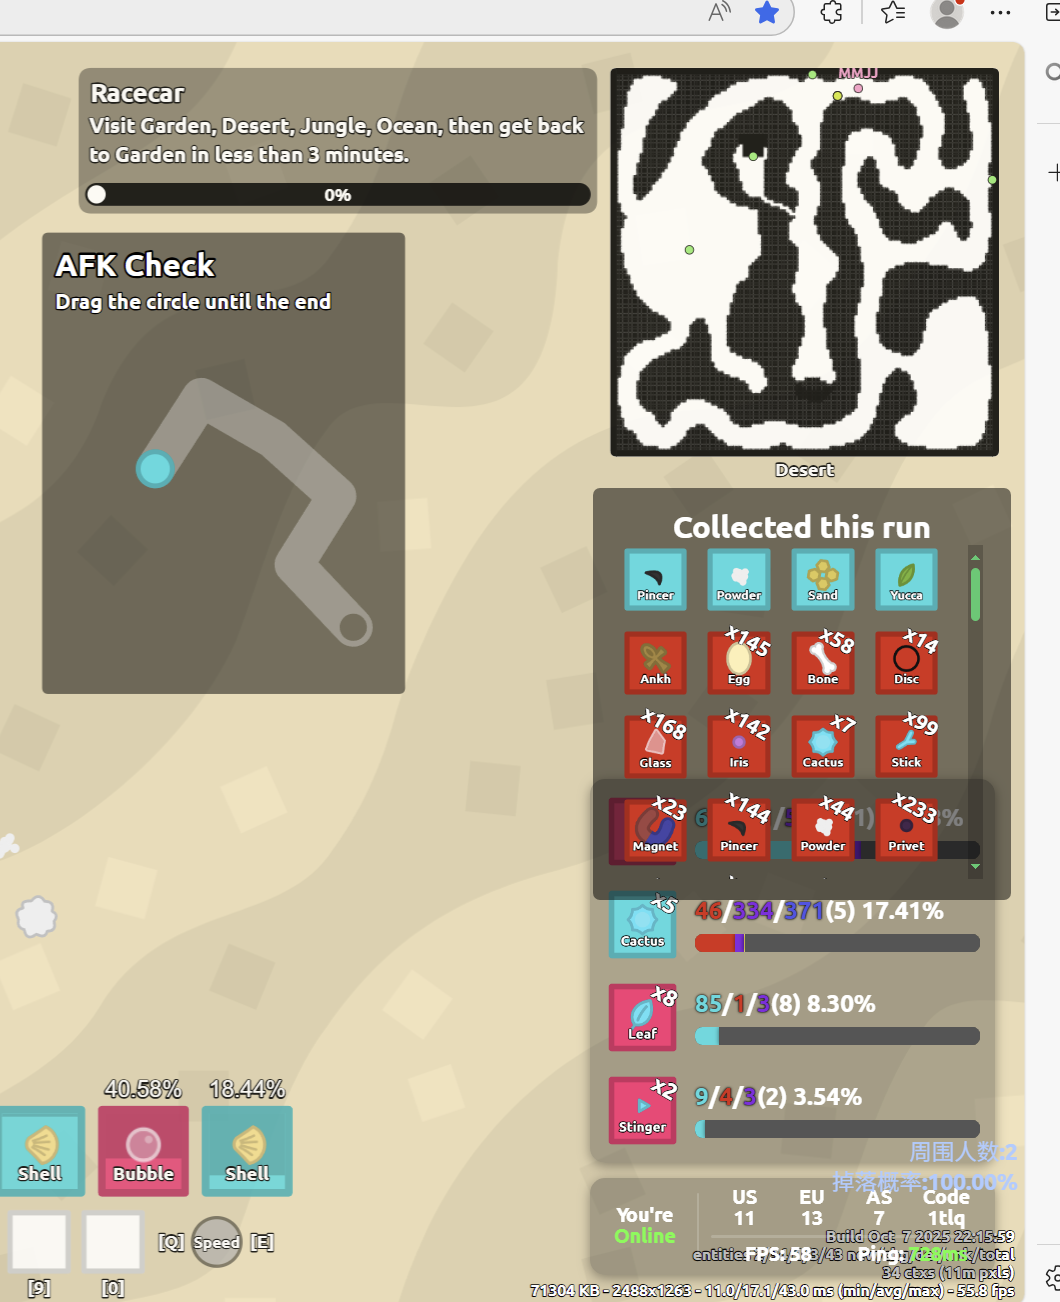 Racecar
Visit Garden, Desert, Jungle, Ocean, then get back
to Garden in less than 3 minutes.
0%
AFK Check
Drag the circle until the end
MMJJ
Desert
Collected this run
Pincer
Powder
Sand
Yucca
Ankh
x145 Egg
x58 Bone
x14 Disc
x168 Glass
x142 Iris
x7 Cactus
x99 Stick
x23 Magnet
x144 Pincer
x44 Powder
x233 Privet
x5 Cactus
46/334/371(5) 17.41%
x8 Leaf
85/1/3(8) 8.30%
x2 Stinger
9/4/3(2) 3.54%
40.58% 18.44%
Shell Bubble Shell
[Q] Speed [E]
[9] [0]
周围人数:2
掉落概率:100.00%
You're
Online
US EU AS Code
11 13 7 1tlq
Build Oct 7 2025 22:15:59
FPS: 58 Ping:
34 ctxs (11m pxls)
71304 KB - 2488x1263 - 11.0/17.1/43.0 ms (min/avg/max) - 55.8 fps